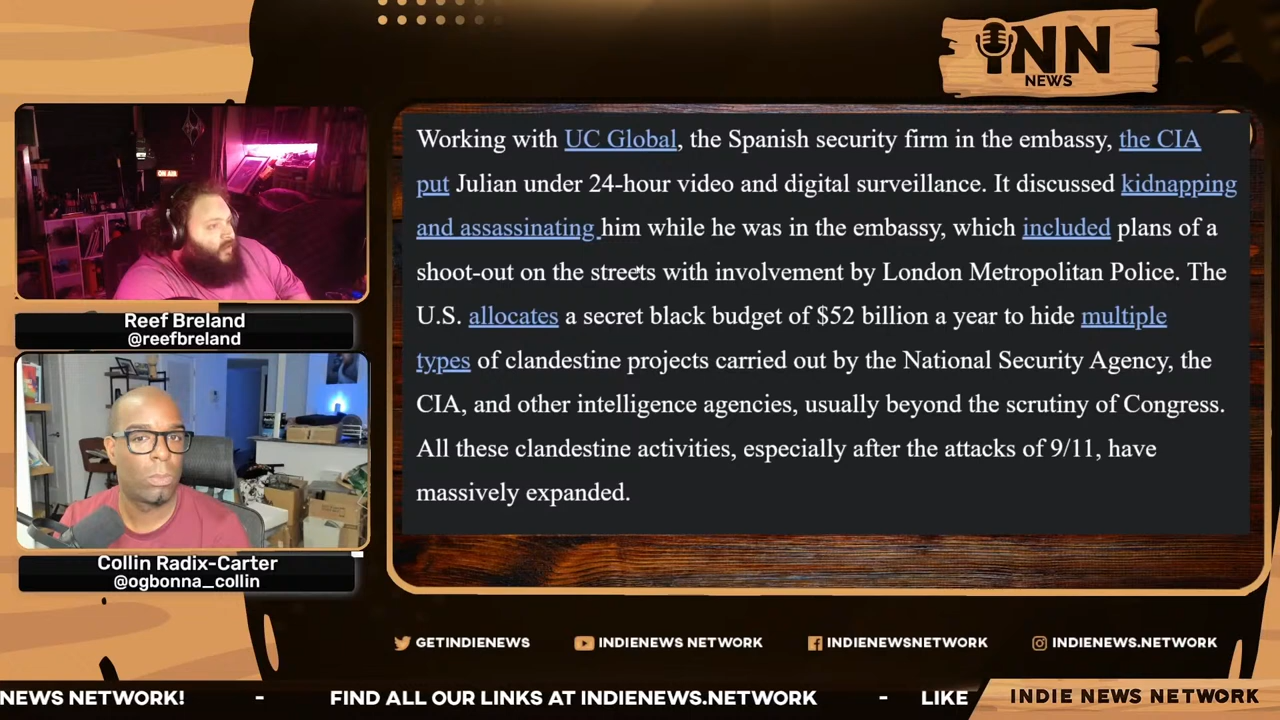 INN
NEWS
ON AIR
Reef Breland
@reefbreland
Collin Radix-Carter
@ogbonna_collin
Working with UC Global, the Spanish security firm in the embassy, the CIA
put Julian under 24-hour video and digital surveillance. It discussed kidnapping
and assassinating him while he was in the embassy, which included plans of a
shoot-out on the streets with involvement by London Metropolitan Police. The
U.S. allocates a secret black budget of $52 billion a year to hide multiple
types of clandestine projects carried out by the National Security Agency, the
CIA, and other intelligence agencies, usually beyond the scrutiny of Congress.
All these clandestine activities, especially after the attacks of 9/11, have
massively expanded.
GETINDIENEWS
INDIENEWS NETWORK
INDIENEWSNETWORK
INDIENEWS.NETWORK
NEWS NETWORK! - FIND ALL OUR LINKS AT INDIENEWS.NETWORK - LIKE
INDIE NEWS NETWORK